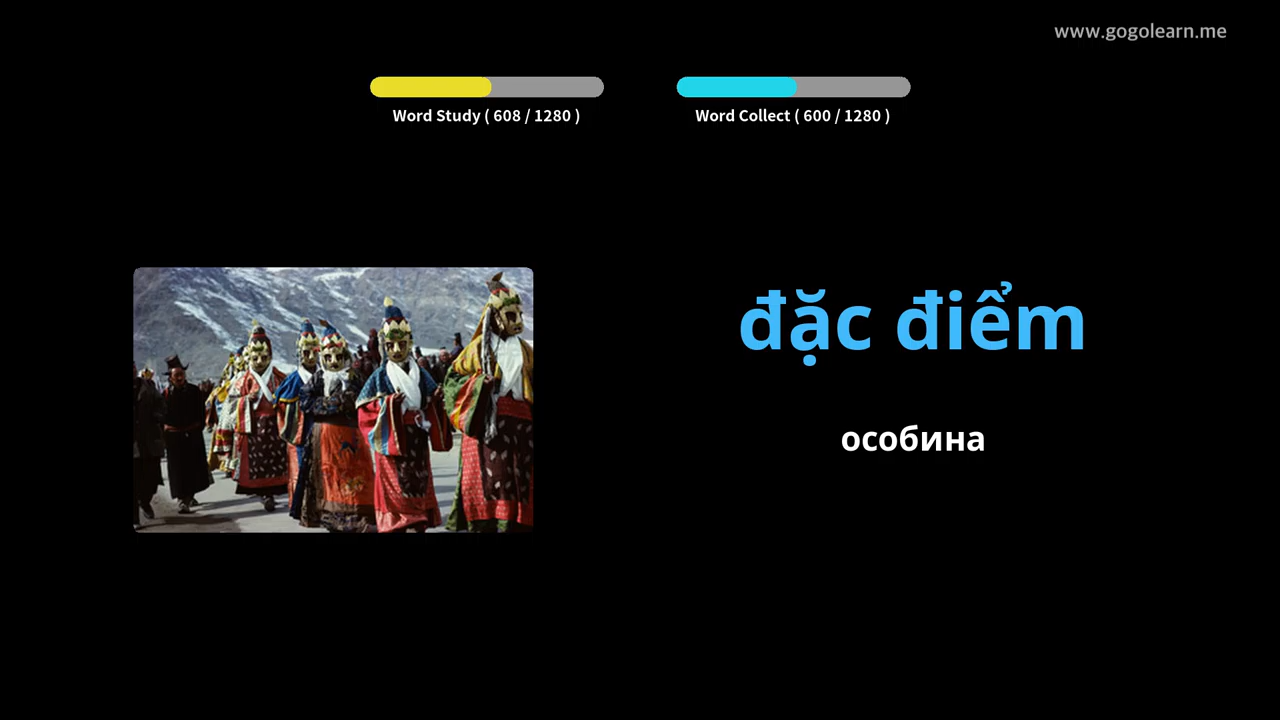 www.gogolearn.me
Word Study ( 608 / 1280 )
Word Collect ( 600 / 1280 )
đặc điểm
особина